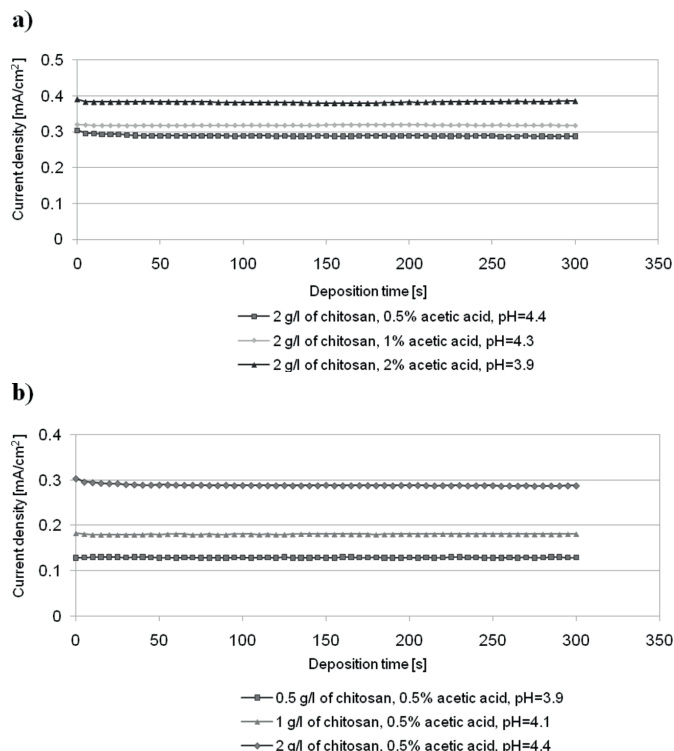 a)
0.5
0.4
0.3
0.2
0.1
0
Current density [mA/cm²]
0 50 100 150 200 250 300 350
Deposition time [s]
2 g/l of chitosan, 0.5% acetic acid, pH=4.4
2 g/l of chitosan, 1% acetic acid, pH=4.3
2 g/l of chitosan, 2% acetic acid, pH=3.9
b)
0.4
0.3
0.2
0.1
0
Current density [mA/cm²]
0 50 100 150 200 250 300 350
Deposition time [s]
0.5 g/l of chitosan, 0.5% acetic acid, pH=3.9
1 g/l of chitosan, 0.5% acetic acid, pH=4.1
2 g/l of chitosan, 0.5% acetic acid, pH=4.4